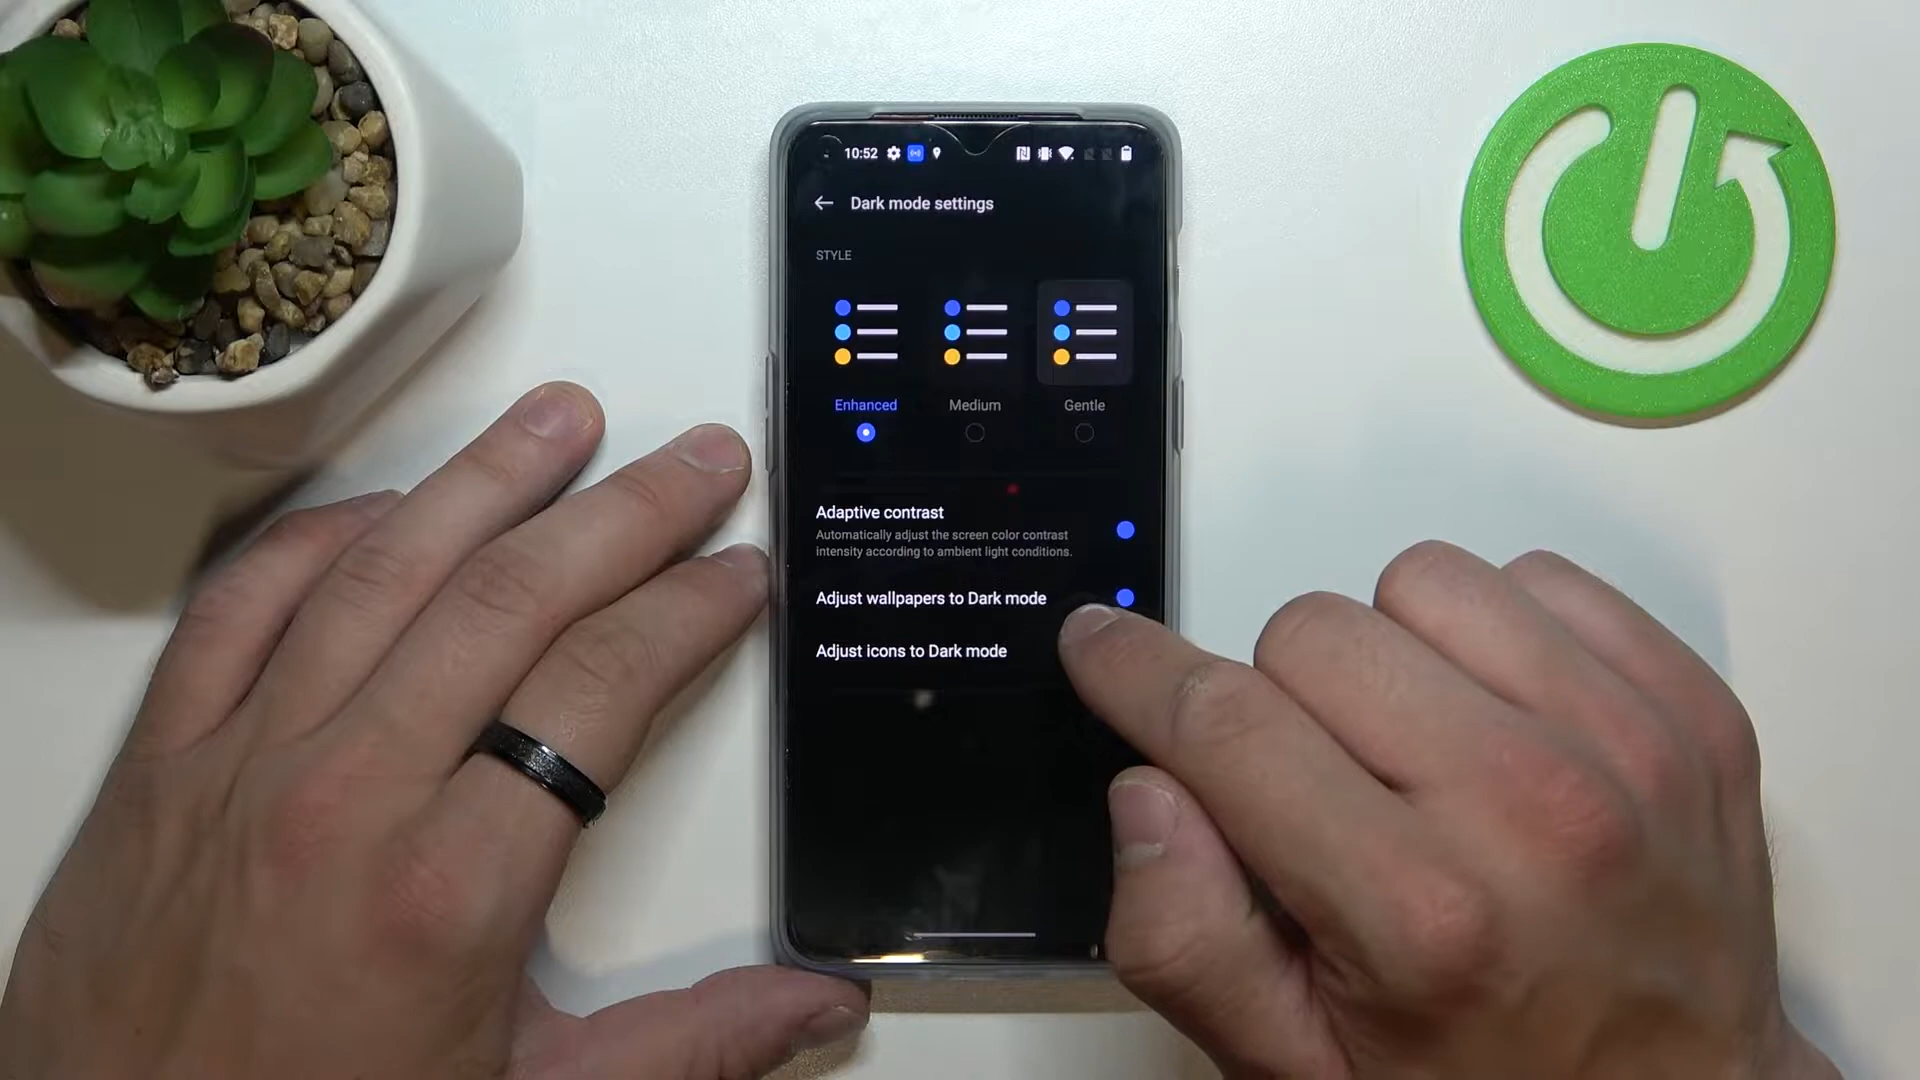 10:52
Dark mode settings
STYLE
Enhanced
Medium
Gentle
Adaptive contrast
Automatically adjust the screen color contrast
intensity according to ambient light conditions.
Adjust wallpapers to Dark mode
Adjust icons to Dark mode